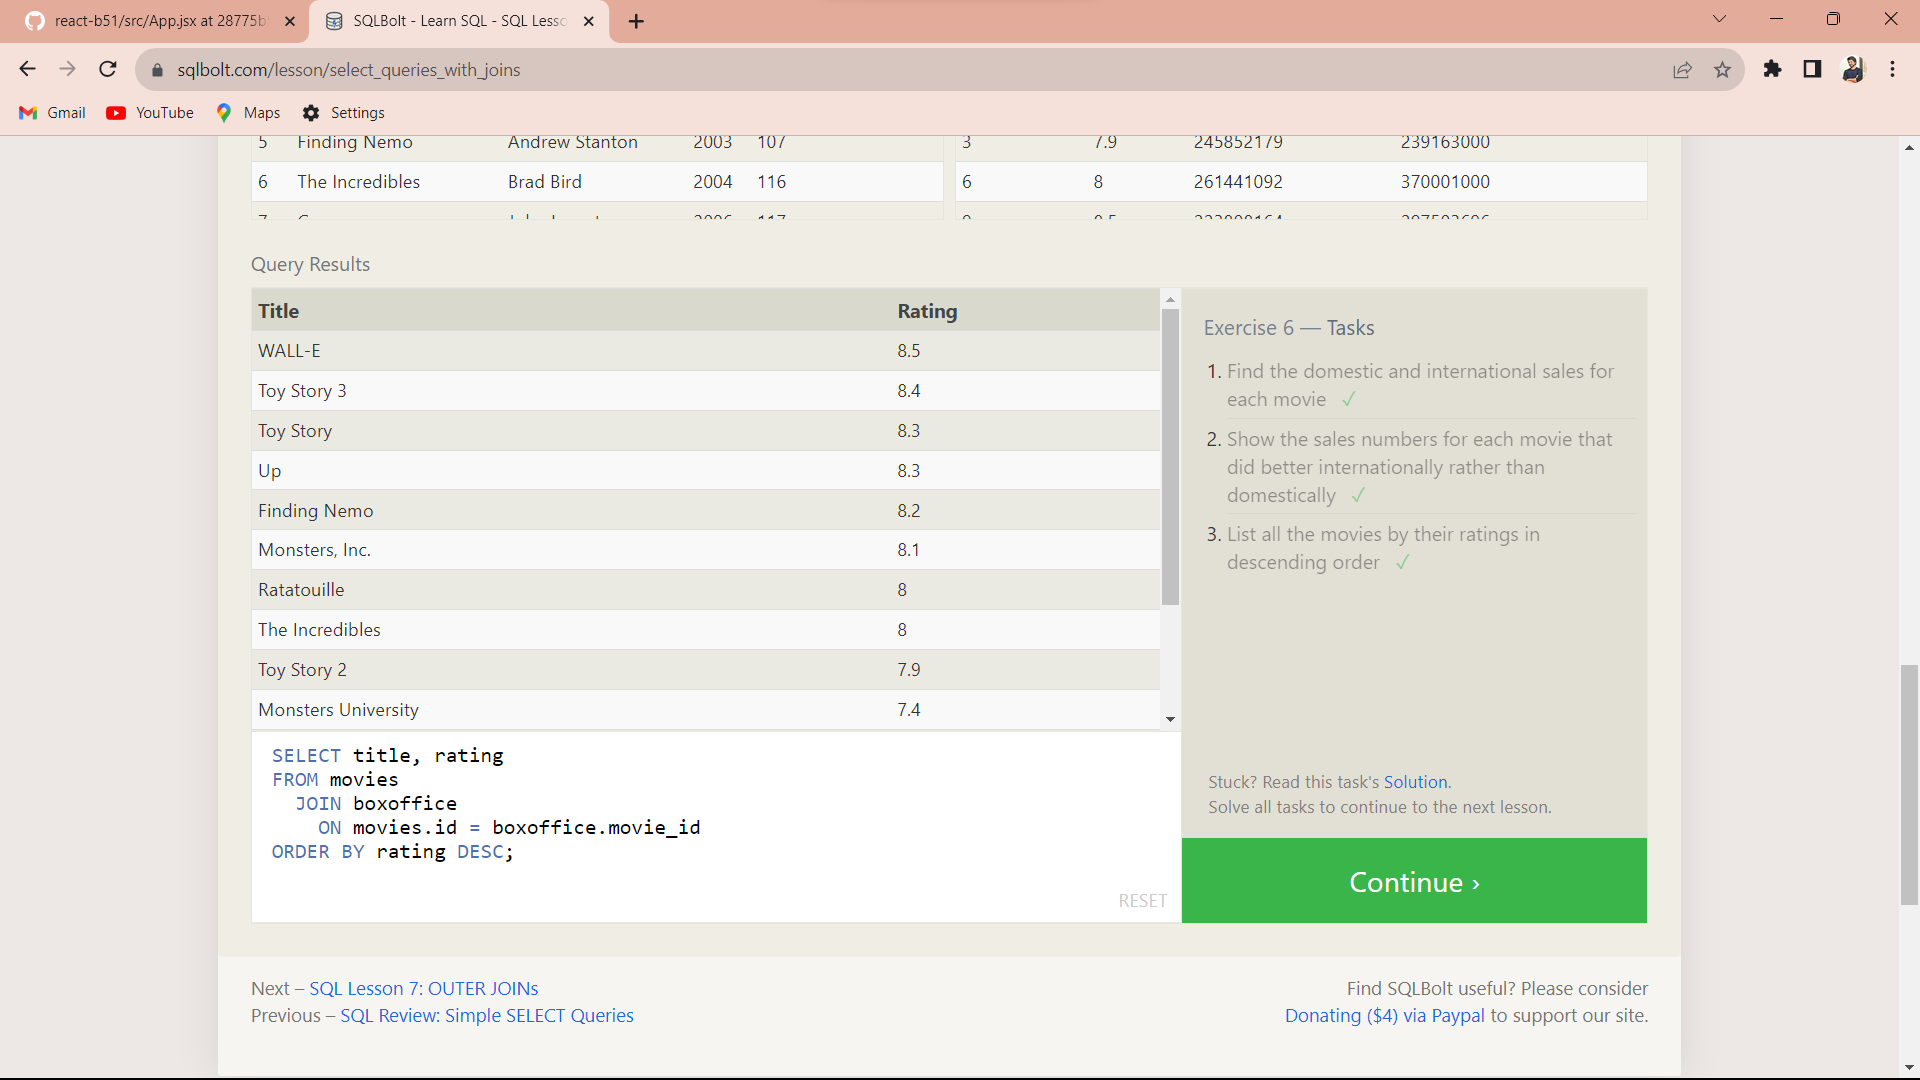 react-b51/src/App.jsx at 28775b
SQLBolt - Learn SQL - SQL Lesso
sqlbolt.com/lesson/select_queries_with_joins
Gmail YouTube Maps Settings
5 Finding Nemo Andrew Stanton 2003 107 3 7.9 245852179 239163000
6 The Incredibles Brad Bird 2004 116 6 8 261441092 370001000
Query Results
Title Rating
WALL-E 8.5
Toy Story 3 8.4
Toy Story 8.3
Up 8.3
Finding Nemo 8.2
Monsters, Inc. 8.1
Ratatouille 8
The Incredibles 8
Toy Story 2 7.9
Monsters University 7.4
SELECT title, rating
FROM movies
JOIN boxoffice
ON movies.id = boxoffice.movie_id
ORDER BY rating DESC;
RESET
Exercise 6 — Tasks
1. Find the domestic and international sales for
each movie ✓
2. Show the sales numbers for each movie that
did better internationally rather than
domestically ✓
3. List all the movies by their ratings in
descending order ✓
Stuck? Read this task's Solution.
Solve all tasks to continue to the next lesson.
Continue ›
Next – SQL Lesson 7: OUTER JOINs
Previous – SQL Review: Simple SELECT Queries
Find SQLBolt useful? Please consider
Donating ($4) via Paypal to support our site.